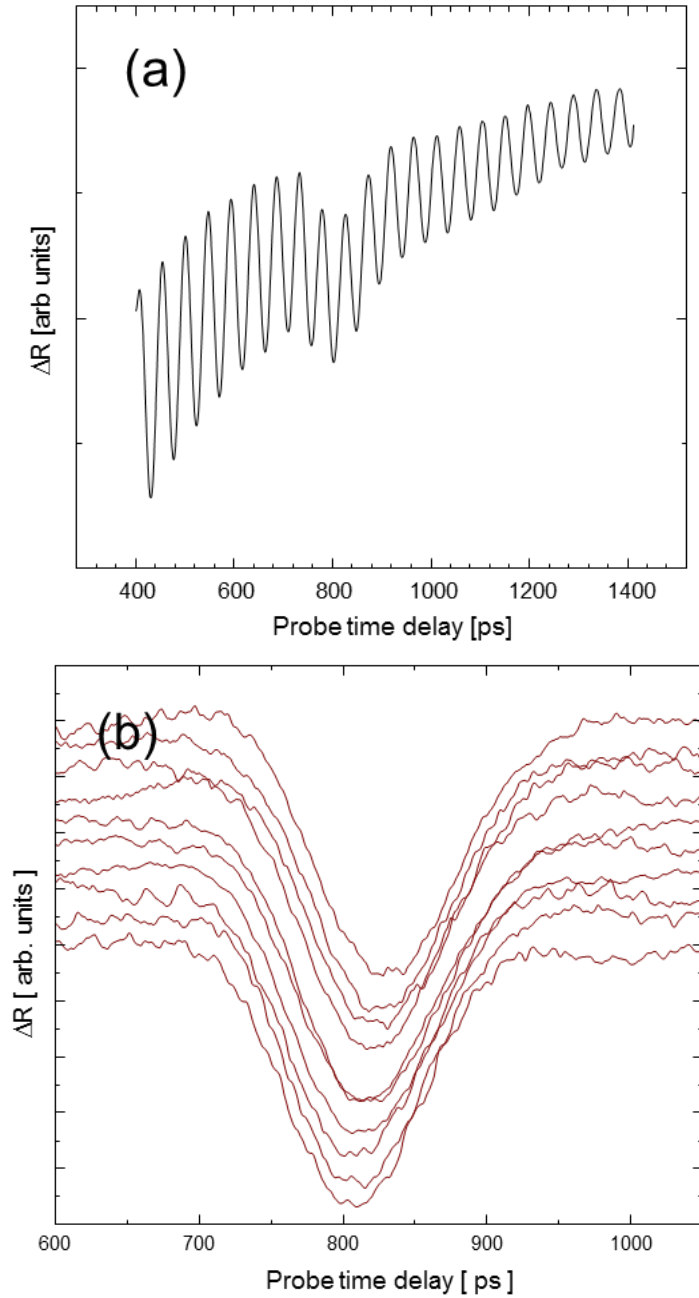 (a)
ΔR [arb units]
400 600 800 1000 1200 1400
Probe time delay [ps]
(b)
ΔR [ arb. units ]
600 700 800 900 1000
Probe time delay [ ps ]